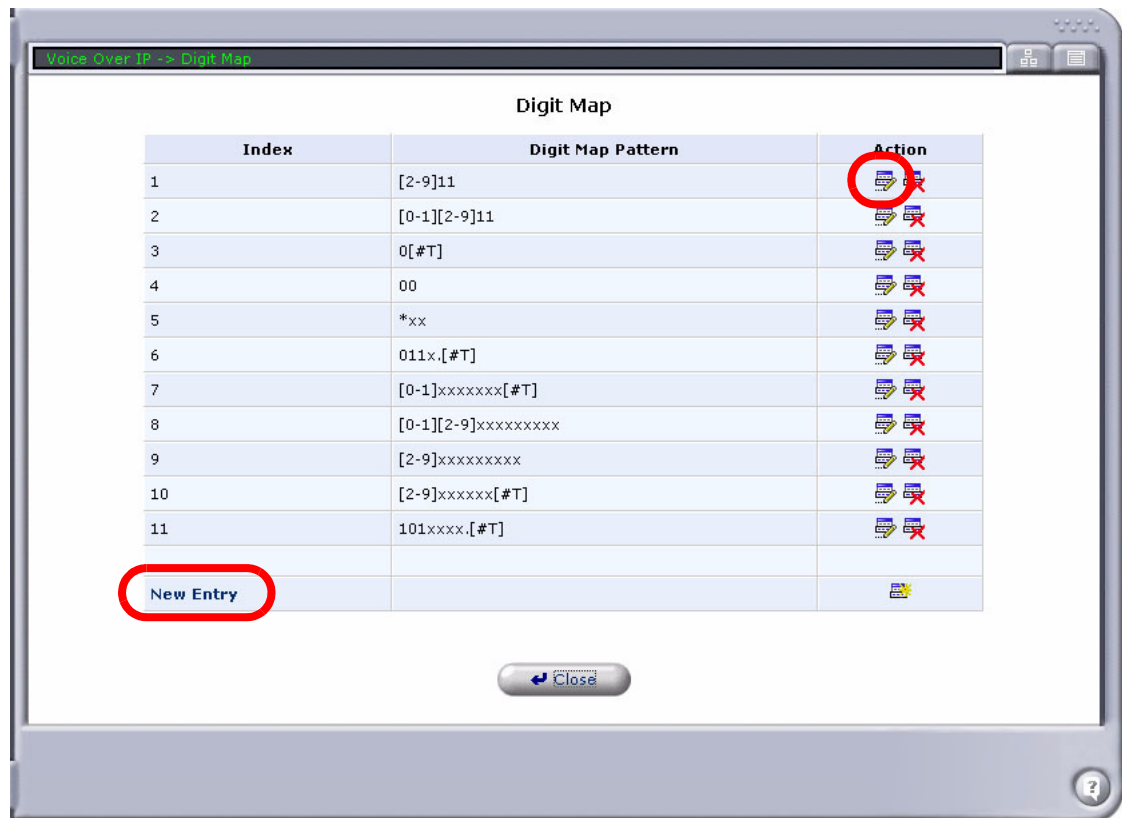 Voice Over IP -> Digit Map
Digit Map
Index Digit Map Pattern Action
1 [2-9]11
2 [0-1][2-9]11
3 0[#T]
4 00
5 *xx
6 011x.[#T]
7 [0-1]xxxxxxx[#T]
8 [0-1][2-9]xxxxxxxxx
9 [2-9]xxxxxxxxx
10 [2-9]xxxxxx[#T]
11 101xxxx.[#T]
New Entry
Close
?